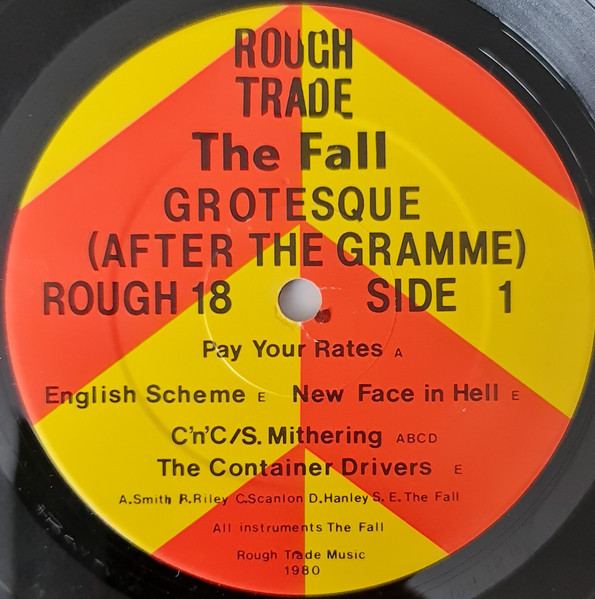 ROUGH
TRADE
The Fall
GROTESQUE
(AFTER THE GRAMME)
ROUGH 18 SIDE 1
Pay Your Rates A
English Scheme E New Face in Hell E
C'n'C/S. Mithering ABCD
The Container Drivers E
A.Smith B.Riley C.Scanlon D.Hanley S. E.The Fall
All instruments The Fall
Rough Trade Music
1980